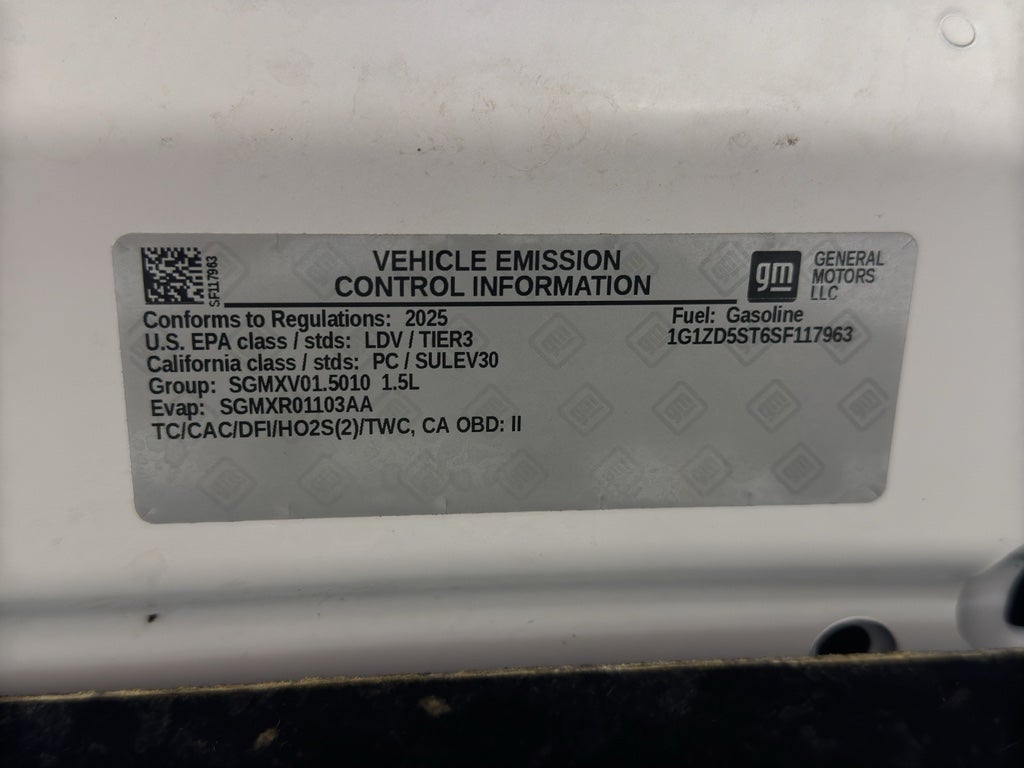 SF117963
VEHICLE EMISSION
CONTROL INFORMATION
gm
GENERAL
MOTORS
LLC
Conforms to Regulations: 2025
Fuel: Gasoline
U.S. EPA class / stds: LDV / TIER3
1G1ZD5ST6SF117963
California class / stds: PC / SULEV30
Group: SGMXV01.5010 1.5L
Evap: SGMXR01103AA
TC/CAC/DFI/HO2S(2)/TWC, CA OBD: II